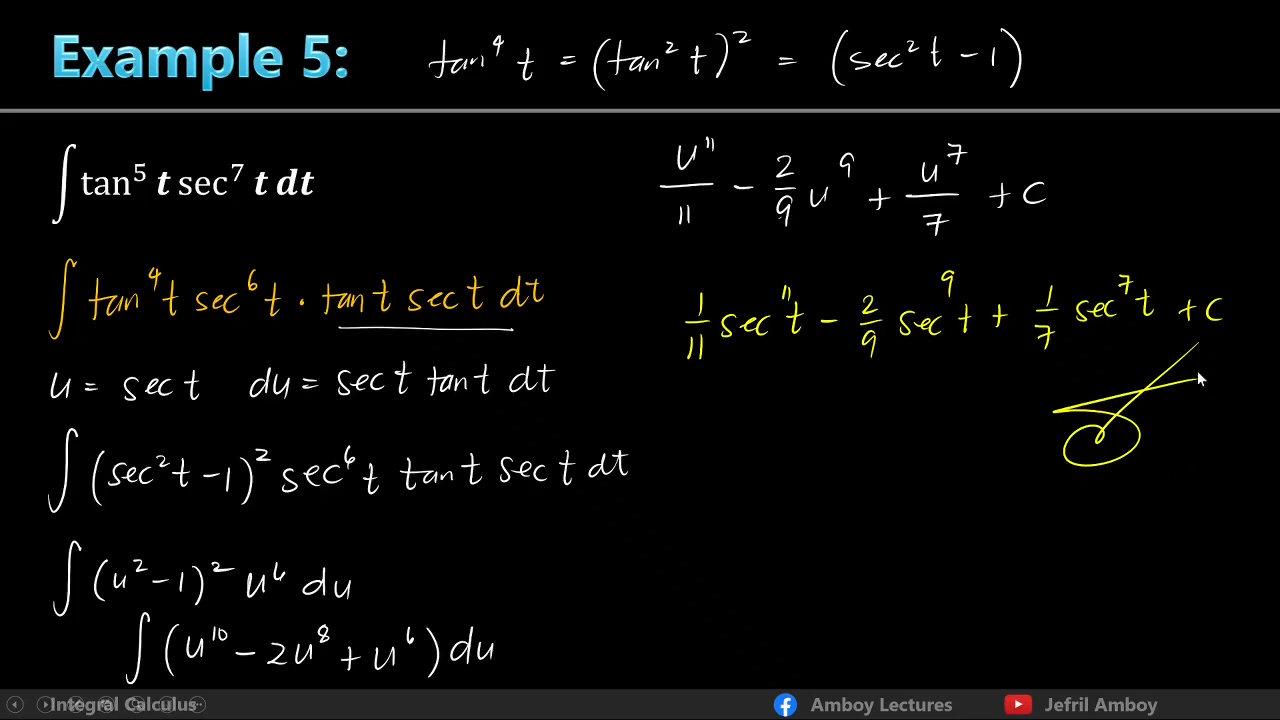 Example 5: tan⁴ t = (tan² t)² = (sec² t − 1)
∫ tan⁵ t sec⁷ t dt
∫ tan⁴ t sec⁶ t · tan t sec t dt
u = sec t du = sec t tan t dt
∫ (sec² t − 1)² sec⁶ t tan t sec t dt
∫ (u² − 1)² u⁶ du
∫ (u¹⁰ − 2u⁸ + u⁶) du
u¹¹/11 − 2/9 u⁹ + u⁷/7 + C
1/11 sec¹¹ t − 2/9 sec⁹ t + 1/7 sec⁷ t + C
Integral Calculus Amboy Lectures Jefril Amboy